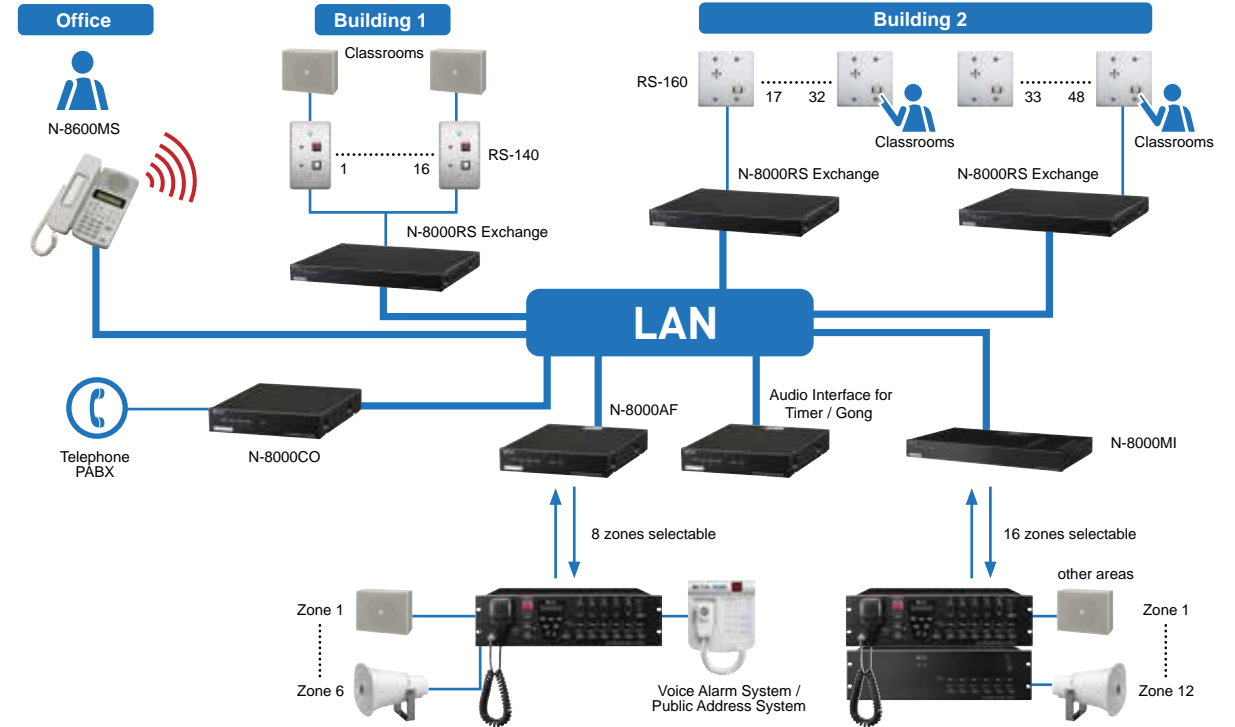 Office
Building 1
Building 2
N-8600MS
Classrooms
1
16
RS-140
N-8000RS Exchange
RS-160
17
32
Classrooms
33
48
Classrooms
N-8000RS Exchange
N-8000RS Exchange
LAN
Telephone
PABX
N-8000CO
N-8000AF
Audio Interface for
Timer / Gong
N-8000MI
8 zones selectable
16 zones selectable
Zone 1
Zone 6
Voice Alarm System /
Public Address System
other areas
Zone 1
Zone 12